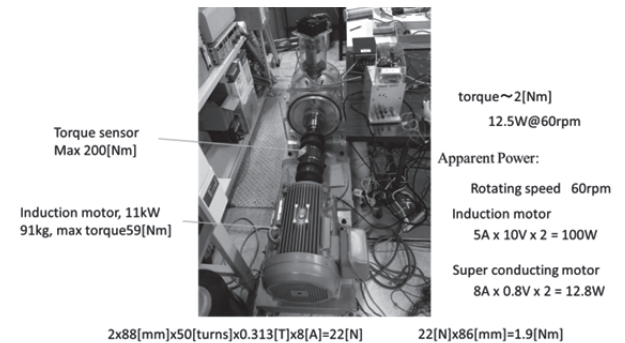 torque～2[Nm]
12.5W@60rpm
Torque sensor
Max 200[Nm]
Apparent Power:
Rotating speed 60rpm
Induction motor, 11kW
91kg, max torque59[Nm]
Induction motor
5A x 10V x 2 = 100W
Super conducting motor
8A x 0.8V x 2 = 12.8W
2x88[mm]x50[turns]x0.313[T]x8[A]=22[N]
22[N]x86[mm]=1.9[Nm]